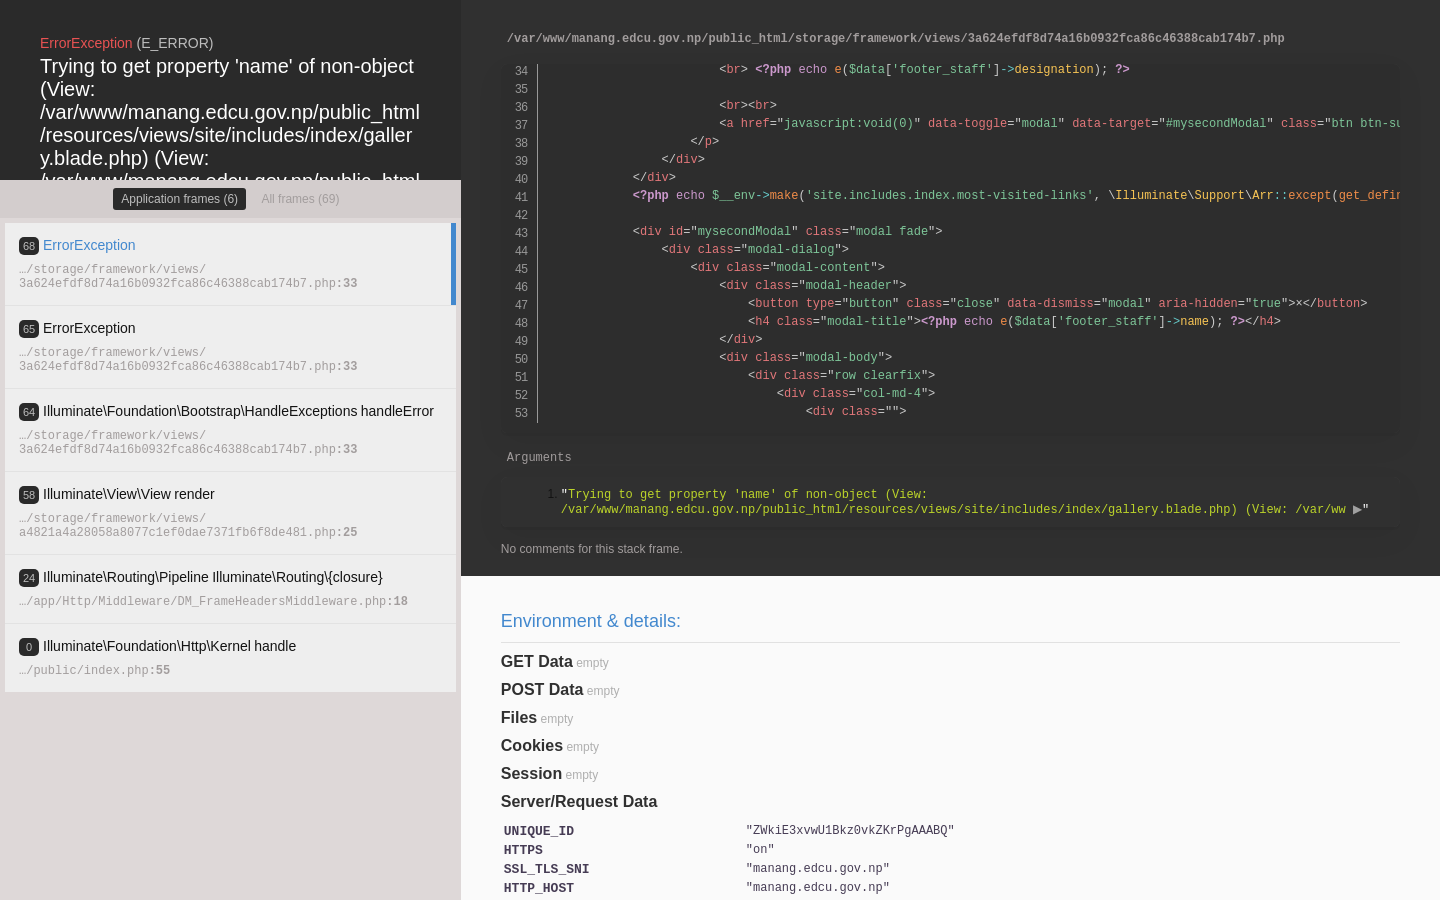 ErrorException (E_ERROR)
Trying to get property 'name' of non-object
(View:
/var/www/manang.edcu.gov.np/public_html
/resources/views/site/includes/index/galler
y.blade.php) (View:
/var/www/manang.edcu.gov.np/public_html
Application frames (6) All frames (69)
68 ErrorException
…/storage/framework/views/
3a624efdf8d74a16b0932fca86c46388cab174b7.php:33
65 ErrorException
…/storage/framework/views/
3a624efdf8d74a16b0932fca86c46388cab174b7.php:33
64 Illuminate\Foundation\Bootstrap\HandleExceptions handleError
…/storage/framework/views/
3a624efdf8d74a16b0932fca86c46388cab174b7.php:33
58 Illuminate\View\View render
…/storage/framework/views/
a4821a4a28058a8077c1ef0dae7371fb6f8de481.php:25
24 Illuminate\Routing\Pipeline Illuminate\Routing\{closure}
…/app/Http/Middleware/DM_FrameHeadersMiddleware.php:18
0 Illuminate\Foundation\Http\Kernel handle
…/public/index.php:55
/var/www/manang.edcu.gov.np/public_html/storage/framework/views/3a624efdf8d74a16b0932fca86c46388cab174b7.php
34 <br> <?php echo e($data['footer_staff']->designation); ?>
35
36 <br><br>
37 <a href="javascript:void(0)" data-toggle="modal" data-target="#mysecondModal" class="btn btn-su
38 </p>
39 </div>
40 </div>
41 <?php echo $__env->make('site.includes.index.most-visited-links', \Illuminate\Support\Arr::except(get_defin
42
43 <div id="mysecondModal" class="modal fade">
44 <div class="modal-dialog">
45 <div class="modal-content">
46 <div class="modal-header">
47 <button type="button" class="close" data-dismiss="modal" aria-hidden="true">×</button>
48 <h4 class="modal-title"><?php echo e($data['footer_staff']->name); ?></h4>
49 </div>
50 <div class="modal-body">
51 <div class="row clearfix">
52 <div class="col-md-4">
53 <div class="">
Arguments
1. "Trying to get property 'name' of non-object (View:
/var/www/manang.edcu.gov.np/public_html/resources/views/site/includes/index/gallery.blade.php) (View: /var/ww ▶"
No comments for this stack frame.
Environment & details:
GET Data empty
POST Data empty
Files empty
Cookies empty
Session empty
Server/Request Data
UNIQUE_ID "ZWkiE3xvwU1Bkz0vkZKrPgAAABQ"
HTTPS "on"
SSL_TLS_SNI "manang.edcu.gov.np"
HTTP_HOST "manang.edcu.gov.np"